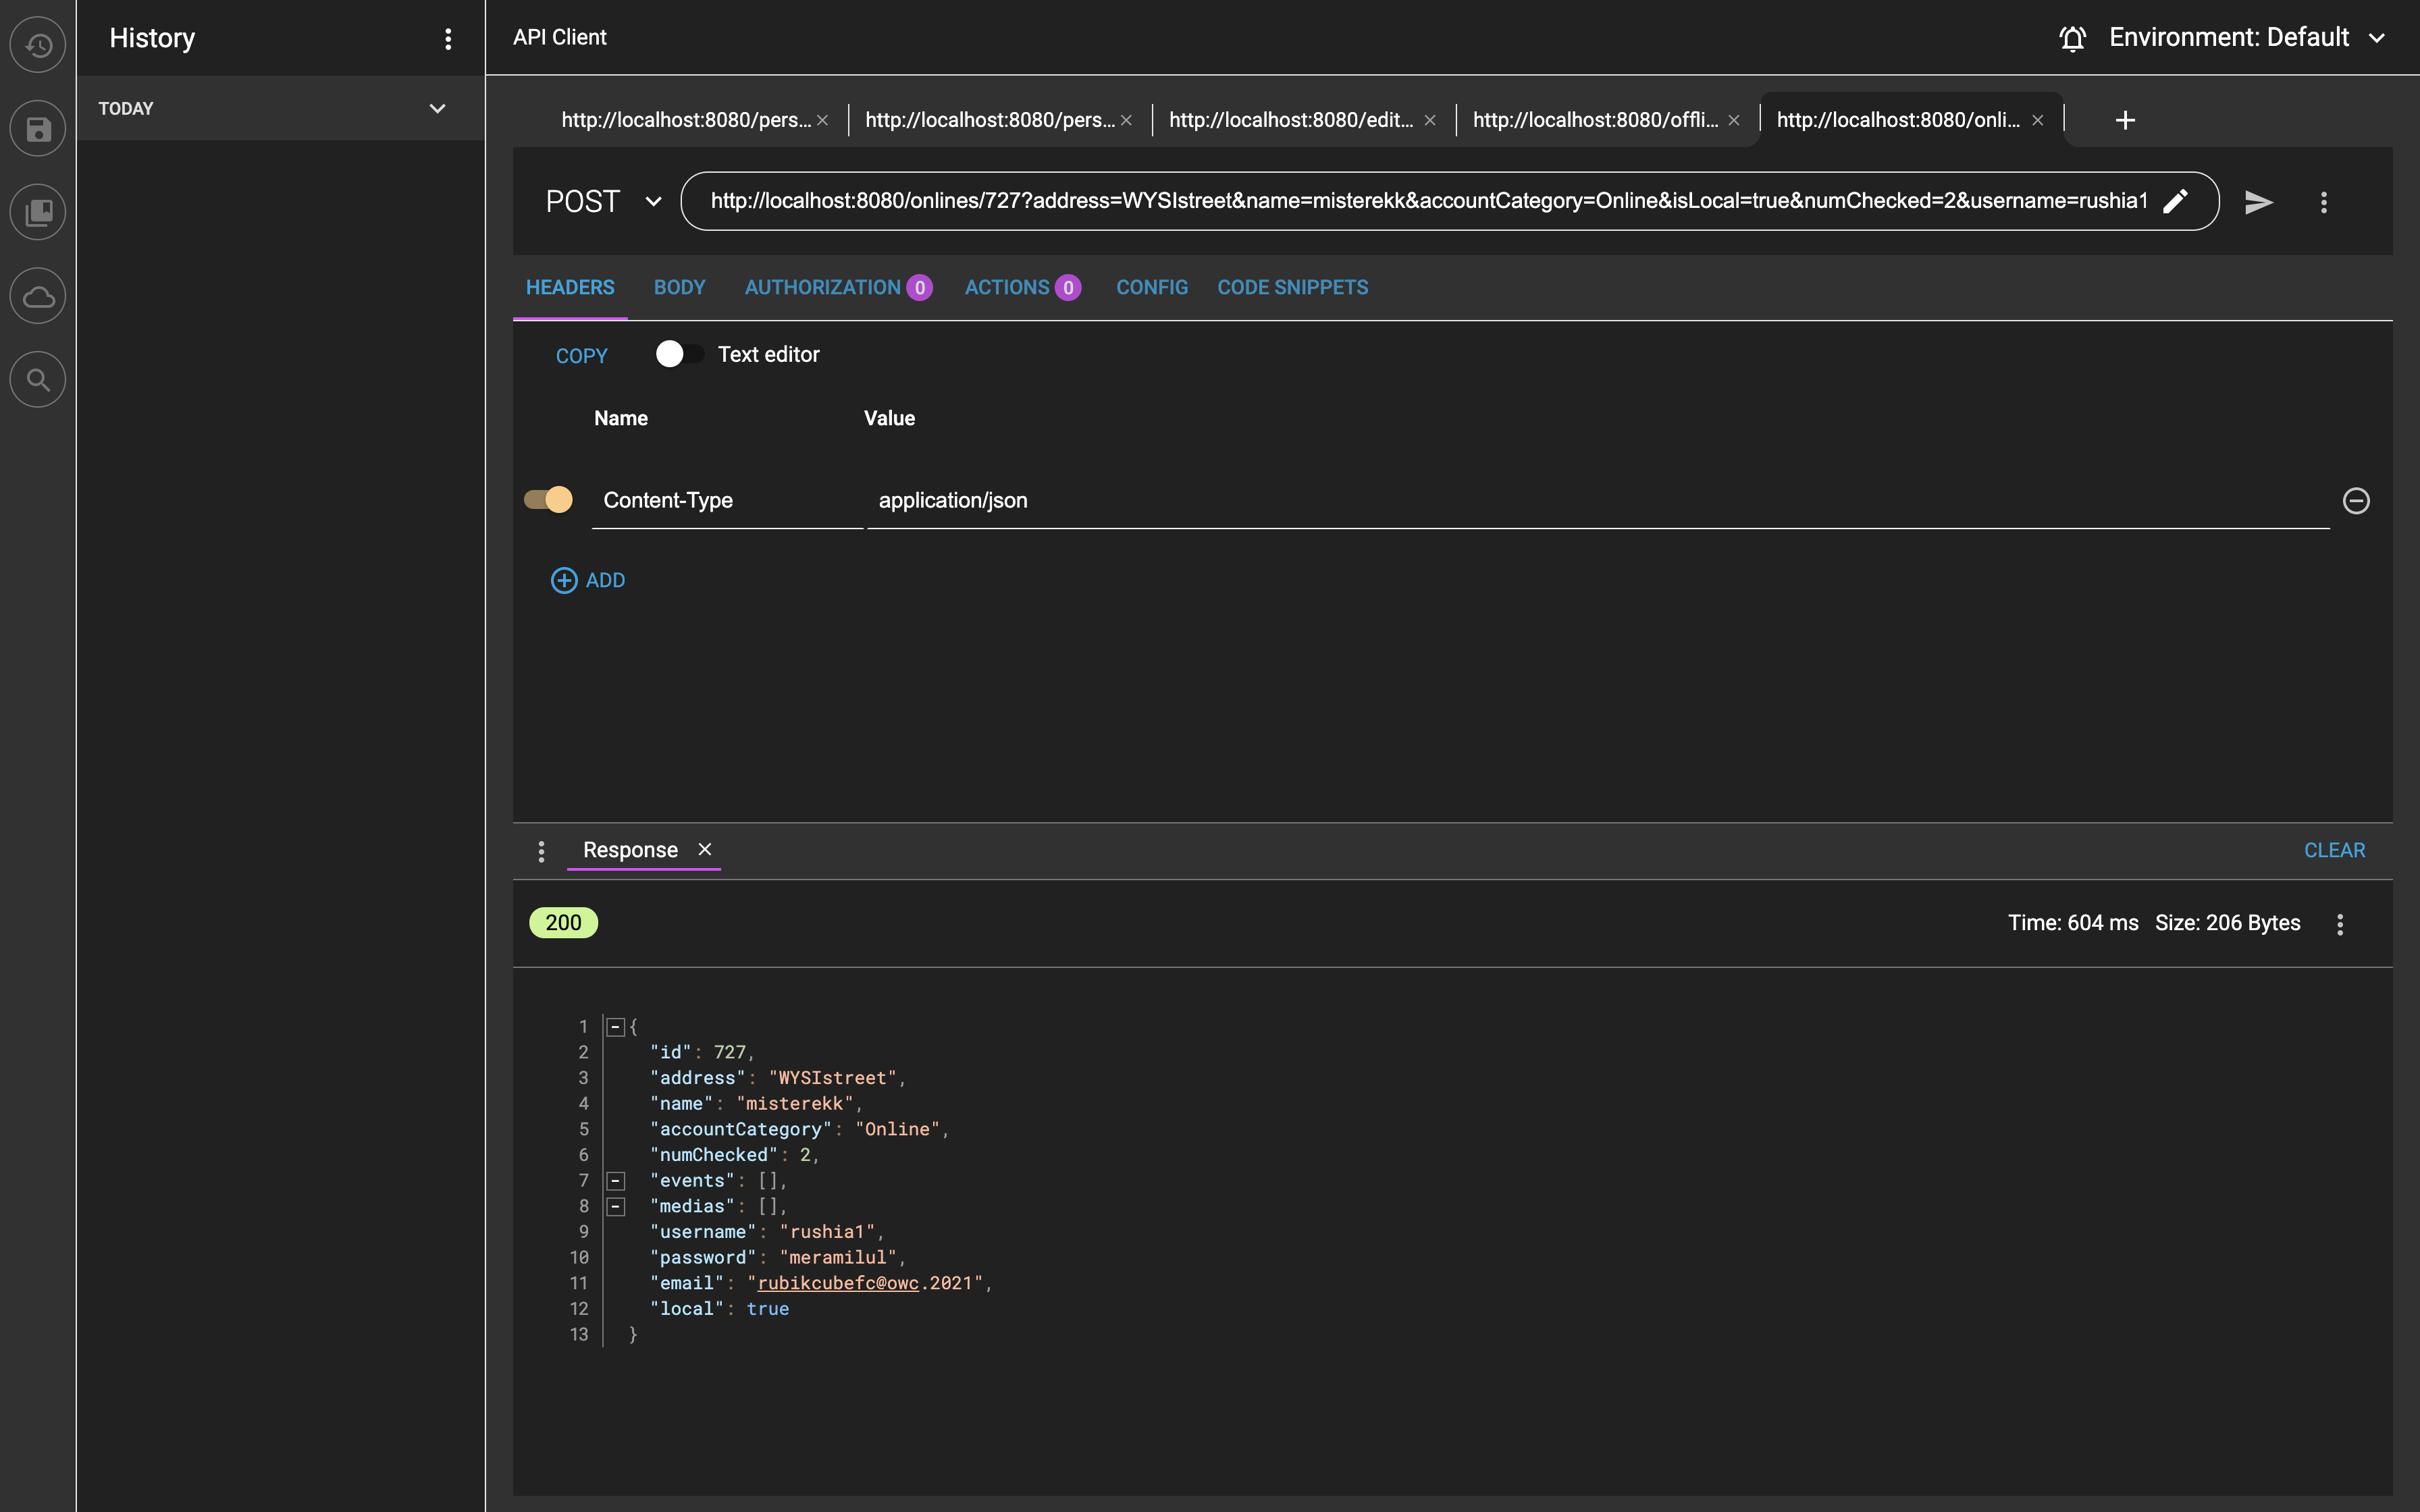 History
TODAY
API Client
Environment: Default
http://localhost:8080/pers...
http://localhost:8080/pers...
http://localhost:8080/edit...
http://localhost:8080/offli...
http://localhost:8080/onli...
POST
http://localhost:8080/onlines/727?address=WYSIstreet&name=misterekk&accountCategory=Online&isLocal=true&numChecked=2&username=rushia1
HEADERS BODY AUTHORIZATION 0 ACTIONS 0 CONFIG CODE SNIPPETS
COPY Text editor
Name Value
Content-Type application/json
ADD
Response CLEAR
200 Time: 604 ms Size: 206 Bytes
1 {
2 "id": 727,
3 "address": "WYSIstreet",
4 "name": "misterekk",
5 "accountCategory": "Online",
6 "numChecked": 2,
7 "events": [],
8 "medias": [],
9 "username": "rushia1",
10 "password": "meramilul",
11 "email": "rubikcubefc@owc.2021",
12 "local": true
13 }